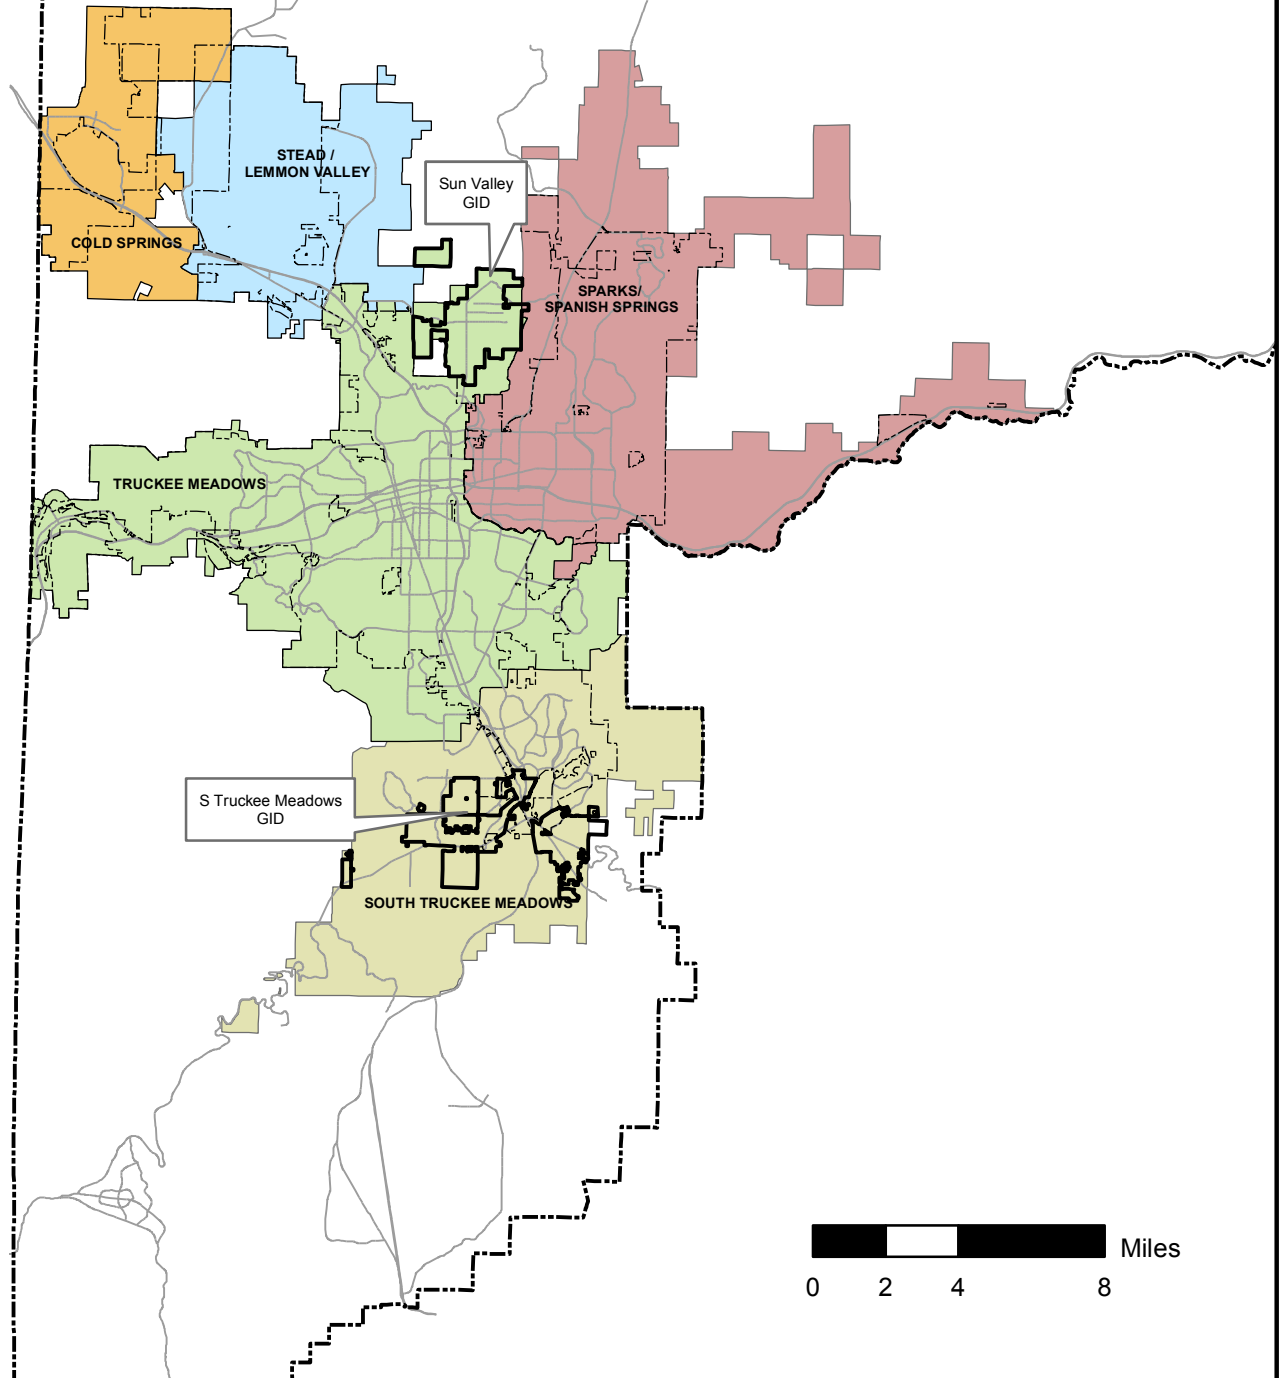 STEAD /
LEMMON VALLEY
Sun Valley
GID
COLD SPRINGS
SPARKS/
SPANISH SPRINGS
TRUCKEE MEADOWS
S Truckee Meadows
GID
SOUTH TRUCKEE MEADOWS
Miles
0 2 4 8